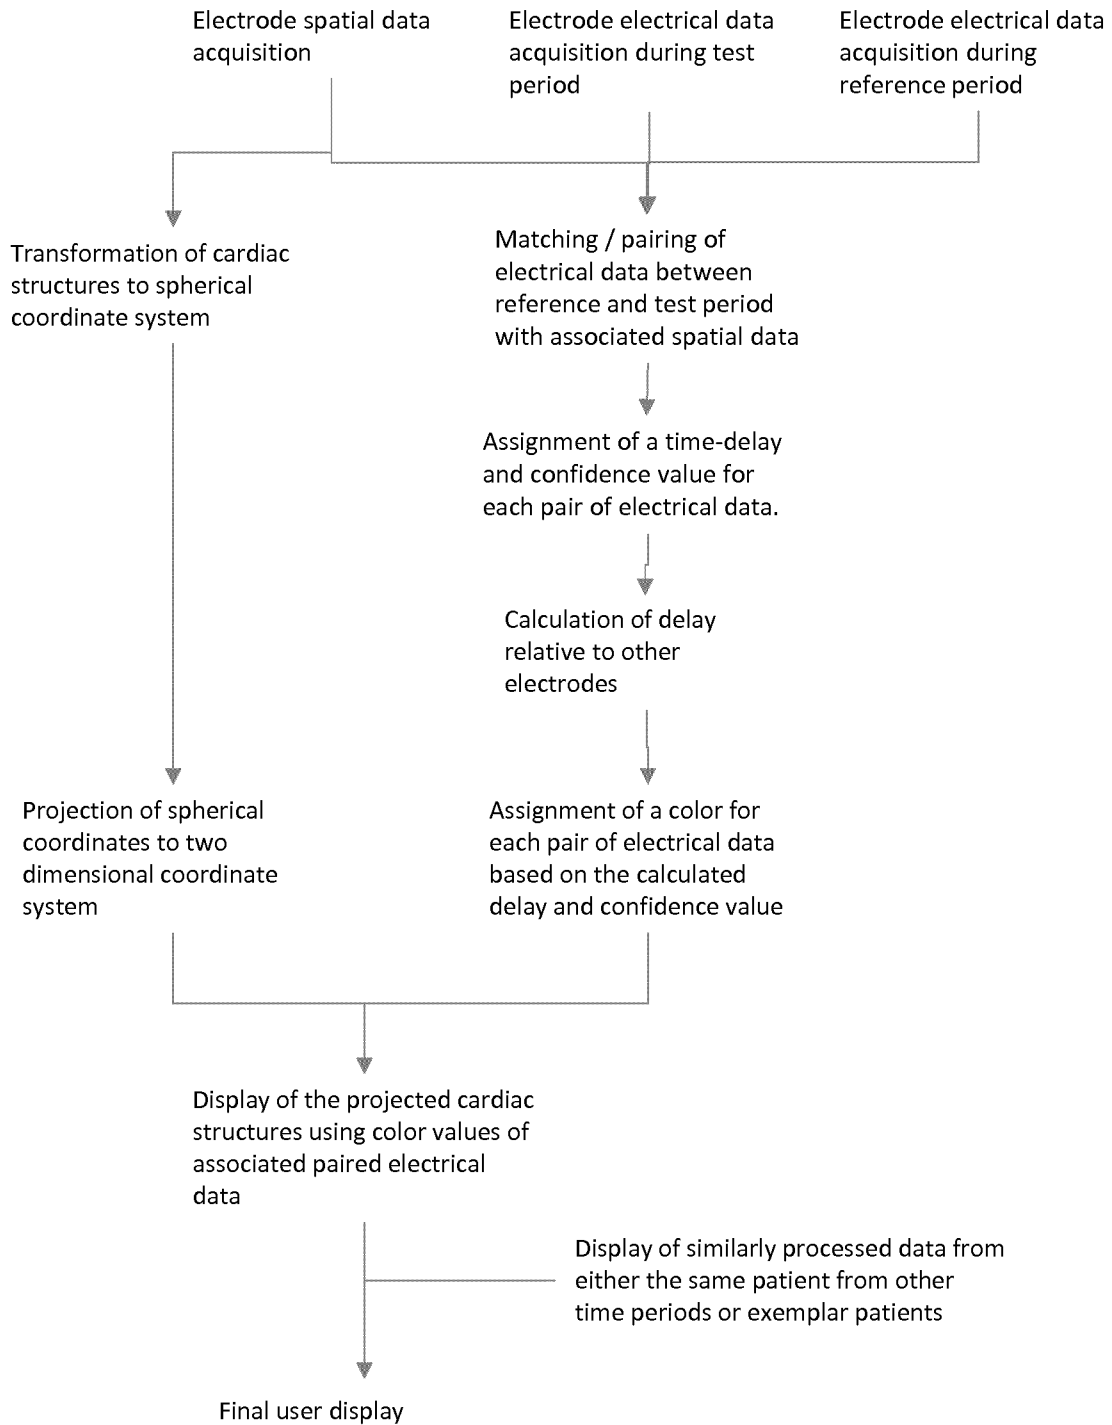 Electrode spatial data
acquisition
Electrode electrical data
acquisition during test
period
Electrode electrical data
acquisition during
reference period
Transformation of cardiac
structures to spherical
coordinate system
Matching / pairing of
electrical data between
reference and test period
with associated spatial data
Assignment of a time-delay
and confidence value for
each pair of electrical data.
Calculation of delay
relative to other
electrodes
Projection of spherical
coordinates to two
dimensional coordinate
system
Assignment of a color for
each pair of electrical data
based on the calculated
delay and confidence value
Display of the projected cardiac
structures using color values of
associated paired electrical
data
Display of similarly processed data from
either the same patient from other
time periods or exemplar patients
Final user display